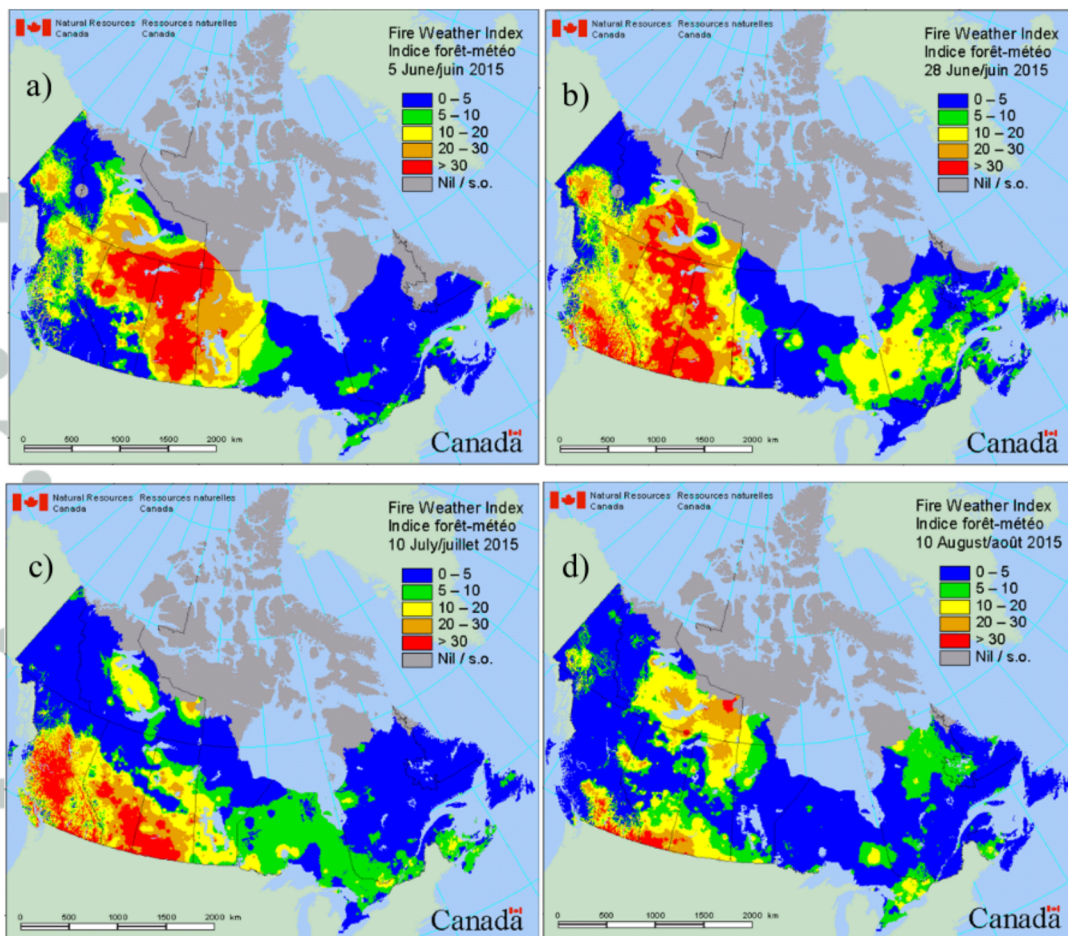 Natural Resources Ressources naturelles
Canada Canada
Fire Weather Index
Indice forêt-météo
5 June/juin 2015
a)
0 – 5
5 – 10
10 – 20
20 – 30
> 30
Nil / s.o.
0 500 1000 1500 2000 km
Canada
Natural Resources Ressources naturelles
Canada Canada
Fire Weather Index
Indice forêt-météo
28 June/juin 2015
b)
0 – 5
5 – 10
10 – 20
20 – 30
> 30
Nil / s.o.
0 500 1000 1500 2000 km
Canada
Natural Resources Ressources naturelles
Canada Canada
Fire Weather Index
Indice forêt-météo
10 July/juillet 2015
c)
0 – 5
5 – 10
10 – 20
20 – 30
> 30
Nil / s.o.
0 500 1000 1500 2000 km
Canada
Natural Resources Ressources naturelles
Canada Canada
Fire Weather Index
Indice forêt-météo
10 August/août 2015
d)
0 – 5
5 – 10
10 – 20
20 – 30
> 30
Nil / s.o.
0 500 1000 1500 2000 km
Canada